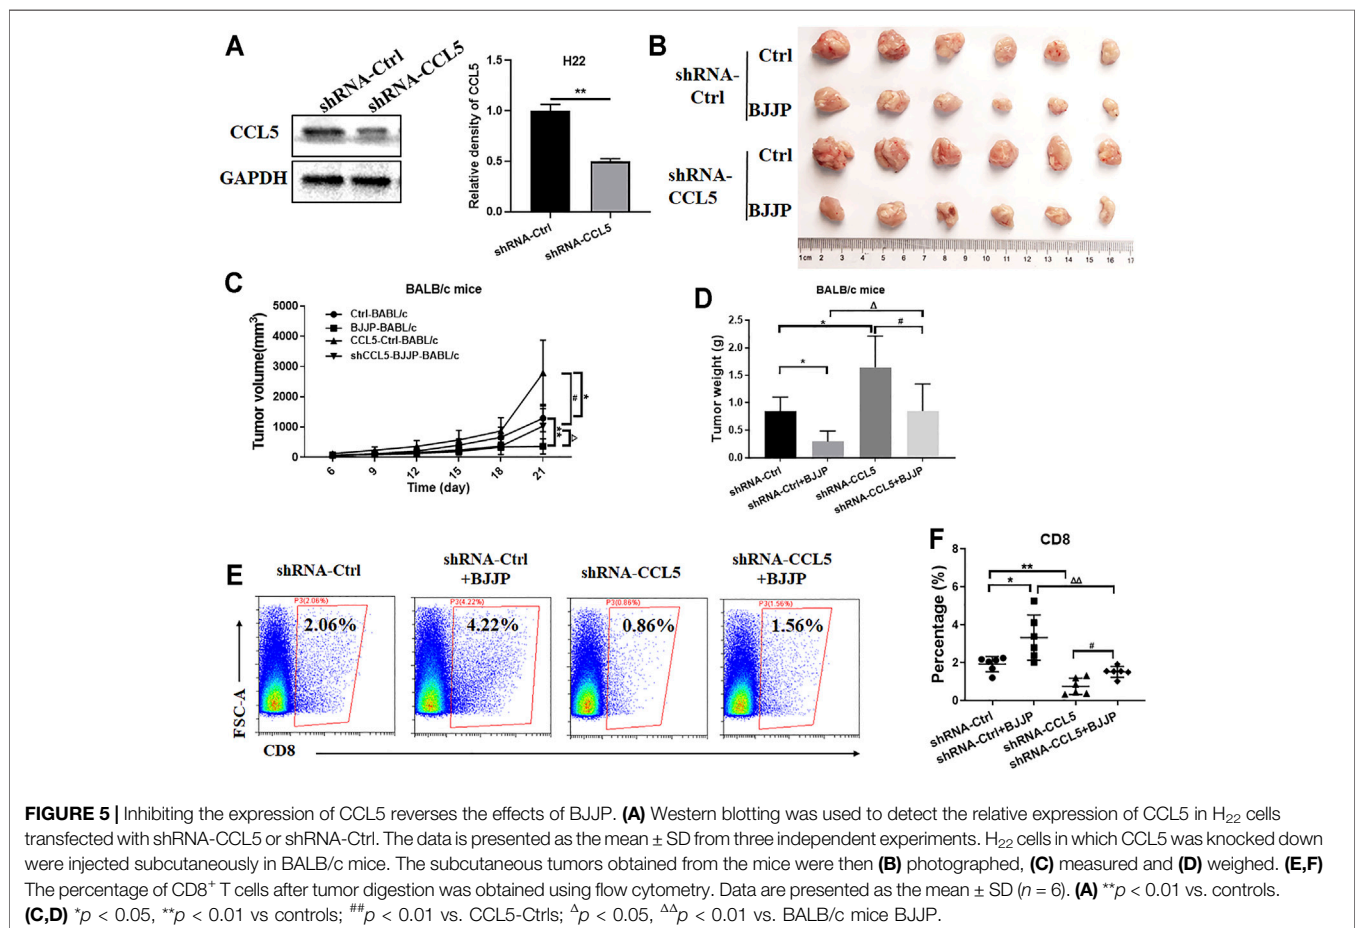 A
shRNA-Ctrl
shRNA-CCL5
CCL5
GAPDH
H22
Relative density of CCL5
1.5
1.0
0.5
0.0
**
shRNA-Ctrl
shRNA-CCL5
B
shRNA-
Ctrl
Ctrl
BJJP
shRNA-
CCL5
Ctrl
BJJP
1cm 2 3 4 5 6 7 8 9 10 11 12 13 14 15 16 17
C
BALB/c mice
Tumor volume(mm³)
5000
4000
3000
2000
1000
0
Ctrl-BABL/c
BJJP-BABL/c
CCL5-Ctrl-BABL/c
shCCL5-BJJP-BABL/c
# *
** Δ
6 9 12 15 18 21
Time (day)
D
BALB/c mice
Tumor weight (g)
2.5
2.0
1.5
1.0
0.5
0.0
Δ
* #
*
shRNA-Ctrl
shRNA-Ctrl+BJJP
shRNA-CCL5
shRNA-CCL5+BJJP
E
shRNA-Ctrl
shRNA-Ctrl
+BJJP
shRNA-CCL5
shRNA-CCL5
+BJJP
P3(2.06%)
2.06%
P3(4.22%)
4.22%
P3(0.86%)
0.86%
P3(1.56%)
1.56%
FSC-A
CD8
F
CD8
Percentage (%)
8
6
4
2
0
**
* ΔΔ
#
shRNA-Ctrl
shRNA-Ctrl+BJJP
shRNA-CCL5
shRNA-CCL5+BJJP
FIGURE 5 | Inhibiting the expression of CCL5 reverses the effects of BJJP. (A) Western blotting was used to detect the relative expression of CCL5 in H₂₂ cells
transfected with shRNA-CCL5 or shRNA-Ctrl. The data is presented as the mean ± SD from three independent experiments. H₂₂ cells in which CCL5 was knocked down
were injected subcutaneously in BALB/c mice. The subcutaneous tumors obtained from the mice were then (B) photographed, (C) measured and (D) weighed. (E,F)
The percentage of CD8⁺ T cells after tumor digestion was obtained using flow cytometry. Data are presented as the mean ± SD (n = 6). (A) **p < 0.01 vs. controls.
(C,D) *p < 0.05, **p < 0.01 vs controls; ##p < 0.01 vs. CCL5-Ctrls; Δp < 0.05, ΔΔp < 0.01 vs. BALB/c mice BJJP.